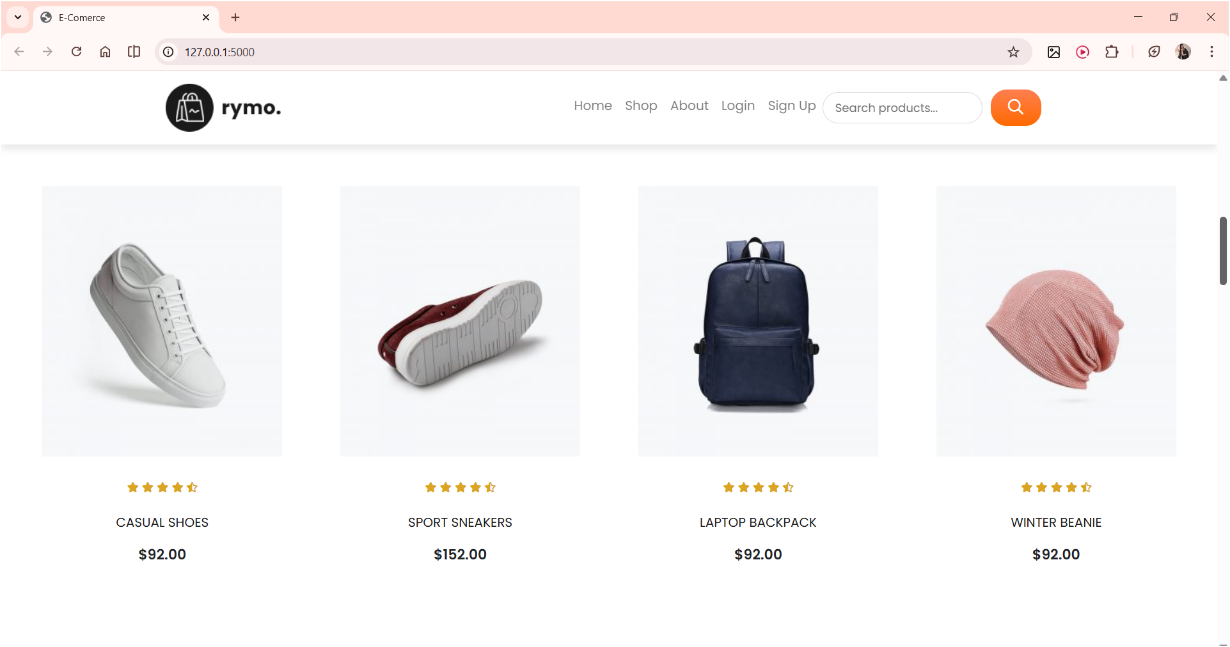 E-Comerce
127.0.0.1:5000
rymo.
Home Shop About Login Sign Up Search products...
CASUAL SHOES SPORT SNEAKERS LAPTOP BACKPACK WINTER BEANIE
$92.00 $152.00 $92.00 $92.00